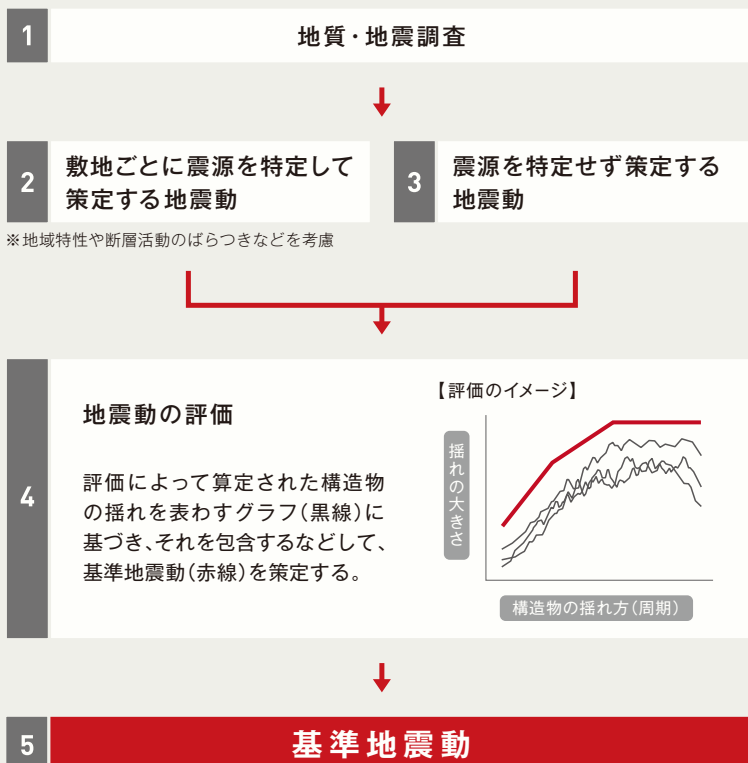 1
地質・地震調査
2
敷地ごとに震源を特定して
策定する地震動
3
震源を特定せず策定する
地震動
※地域特性や断層活動のばらつきなどを考慮
4
地震動の評価
評価によって算定された構造物
の揺れを表わすグラフ(黒線)に
基づき、それを包含するなどして、
基準地震動(赤線)を策定する。
【評価のイメージ】
揺れの大きさ
構造物の揺れ方(周期)
5
基準地震動